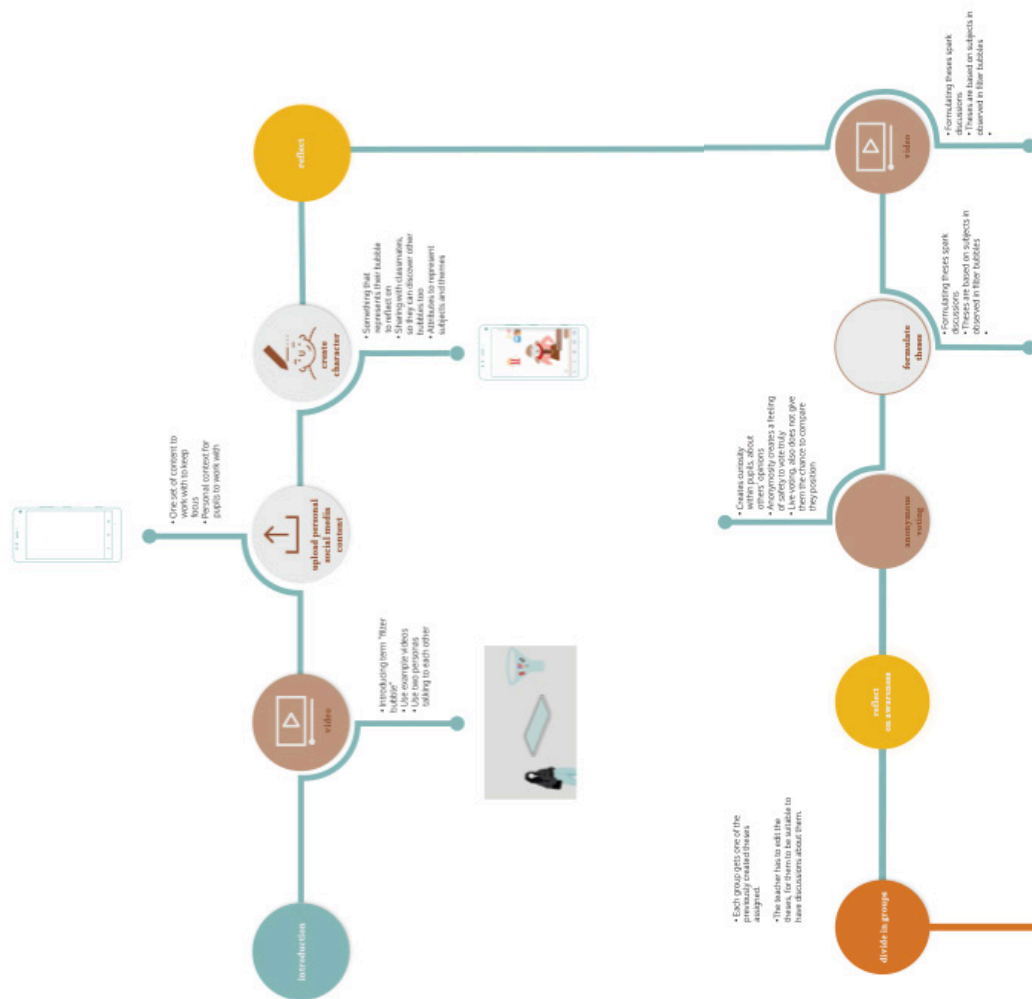 introduction
video
• Introducing term "filter
bubble"
• Use example videos
• Use two personas
talking to each other
• One set of content to
work with to keep
focus
• Personal context for
pupils to work with
upload personal
social media
content
create
character
• Something that
represents their bubble
to reflect on
• Sharing with classmates,
so they can discover other
bubbles too
• Attributes to represent
subjects and themes
reflect
video
• Formulating theses spark
discussions
• Theses are based on subjects in
observed in filter bubbles
•
formulate
theses
• Formulating theses spark
discussions
• Theses are based on subjects in
observed in filter bubbles
•
• Creates curiosity
within pupils, about
others' opinions
• Anonymosity creates a feeling
of safety to vote truly
• Live voting, also does not give
them the chance to compare
they position
voting
reflect
on awareness
• Each group gets one of the
previously created theses
assigned.
• The teacher has to edit the
theses, for them to be suitable to
have discussions about them.
divide in groups